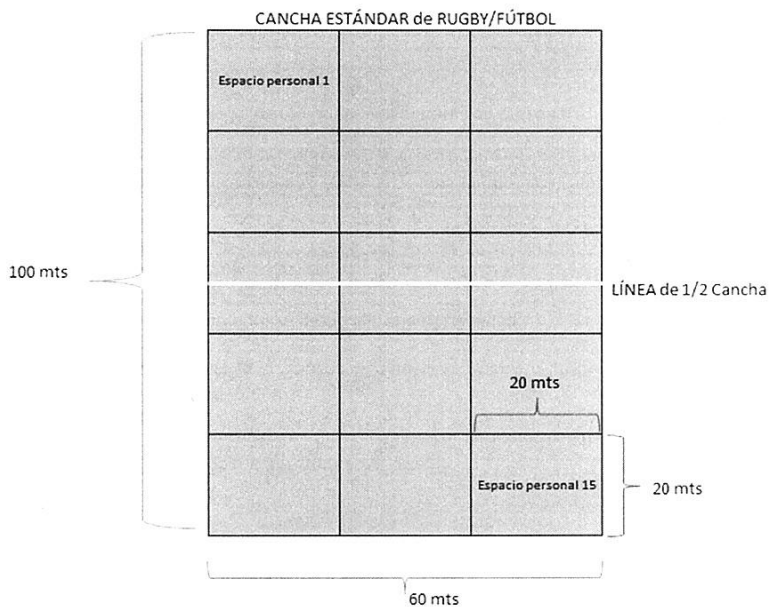 CANCHA ESTÁNDAR de RUGBY/FÚTBOL
Espacio personal 1
100 mts
LÍNEA de 1/2 Cancha
20 mts
Espacio personal 15
20 mts
60 mts